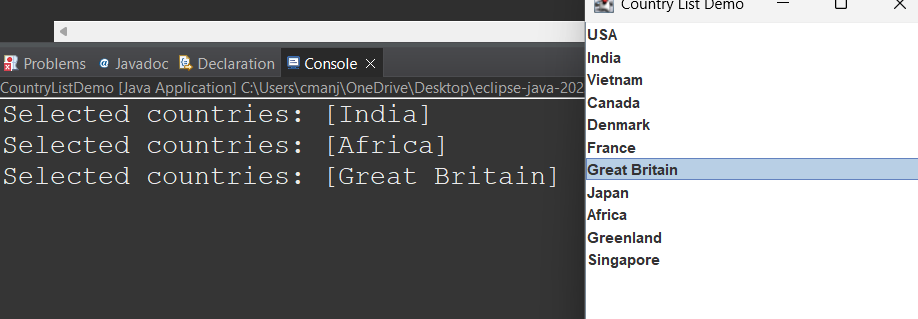 Country List Demo
Problems @ Javadoc Declaration Console
CountryListDemo [Java Application] C:\Users\cmanj\OneDrive\Desktop\eclipse-java-202
Selected countries: [India]
Selected countries: [Africa]
Selected countries: [Great Britain]
USA
India
Vietnam
Canada
Denmark
France
Great Britain
Japan
Africa
Greenland
Singapore